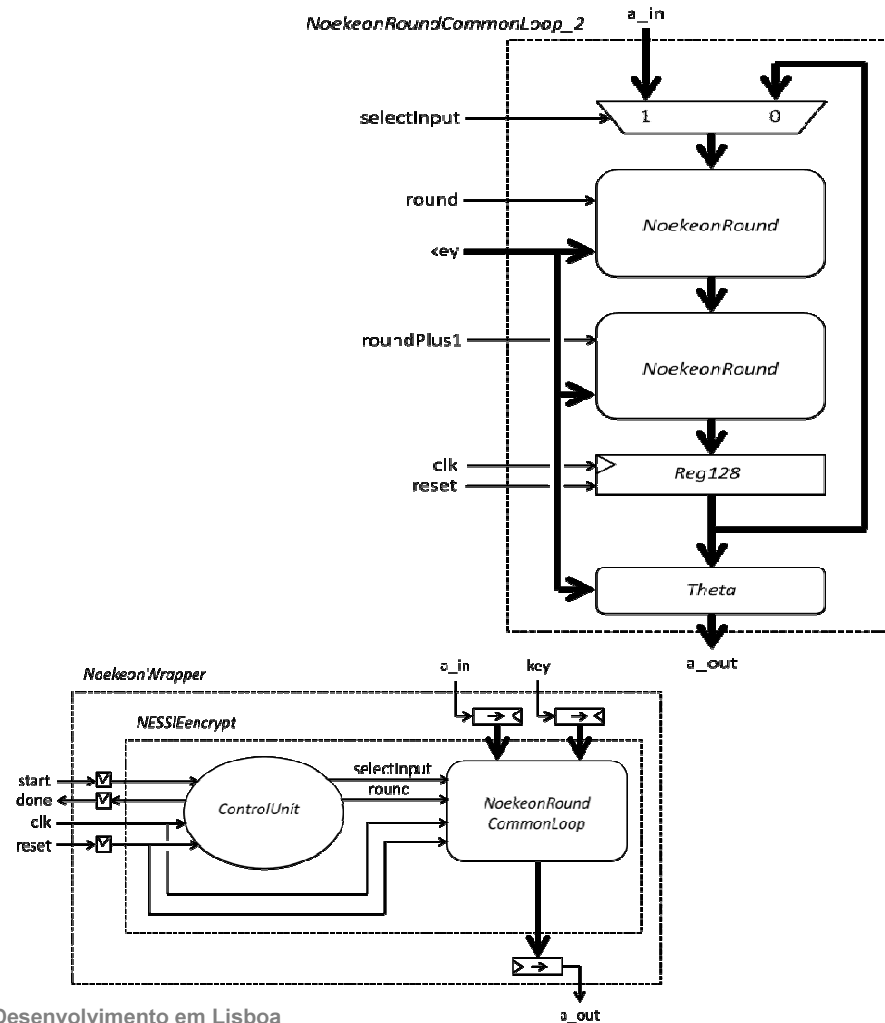 NoekeonRoundCommonLoop_2
a_in
selectInput
1 0
round
NoekeonRound
key
roundPlus1
NoekeonRound
clk
reset
Reg128
Theta
a_out
NoekeonWrapper
a_in key
NESSIEencrypt
start
done
clk
reset
ControlUnit
selectInput
round
NoekeonRound
CommonLoop
a_out
Desenvolvimento em Lisboa